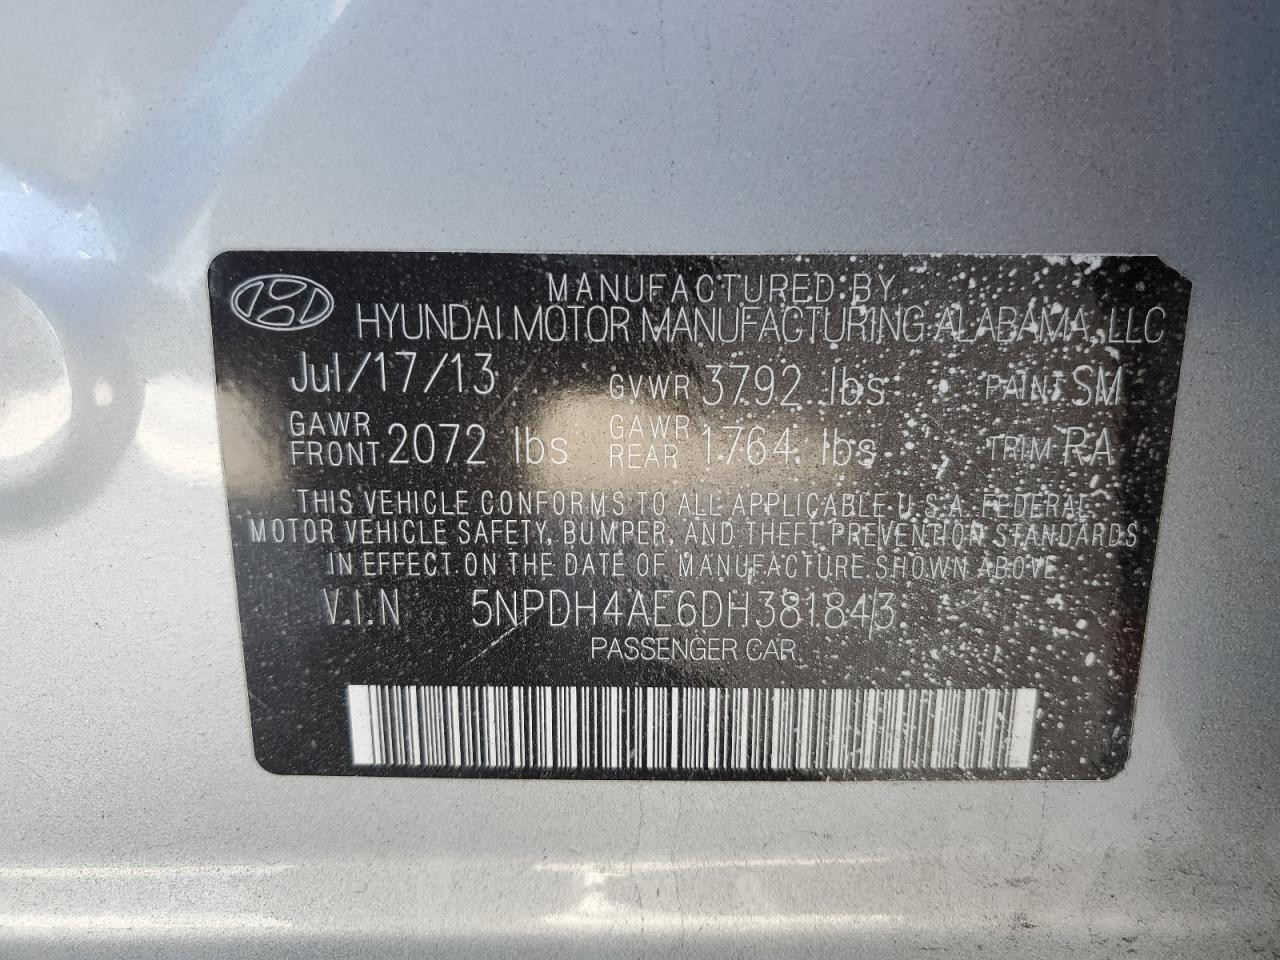 MANUFACTURED BY
HYUNDAI MOTOR MANUFACTURING ALABAMA, LLC
Jul/17/13 GVWR 3792 lbs PAINT SM
GAWR FRONT 2072 lbs GAWR REAR 1764 lbs TRIM RA
THIS VEHICLE CONFORMS TO ALL APPLICABLE U.S.A. FEDERAL
MOTOR VEHICLE SAFETY, BUMPER, AND THEFT PREVENTION STANDARDS
IN EFFECT ON THE DATE OF MANUFACTURE SHOWN ABOVE
V.I.N 5NPDH4AE6DH381843
PASSENGER CAR